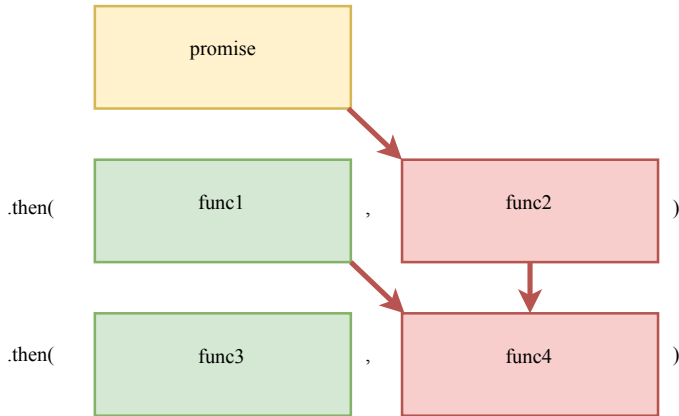 promise
.then( func1 , func2 )
.then( func3 , func4 )